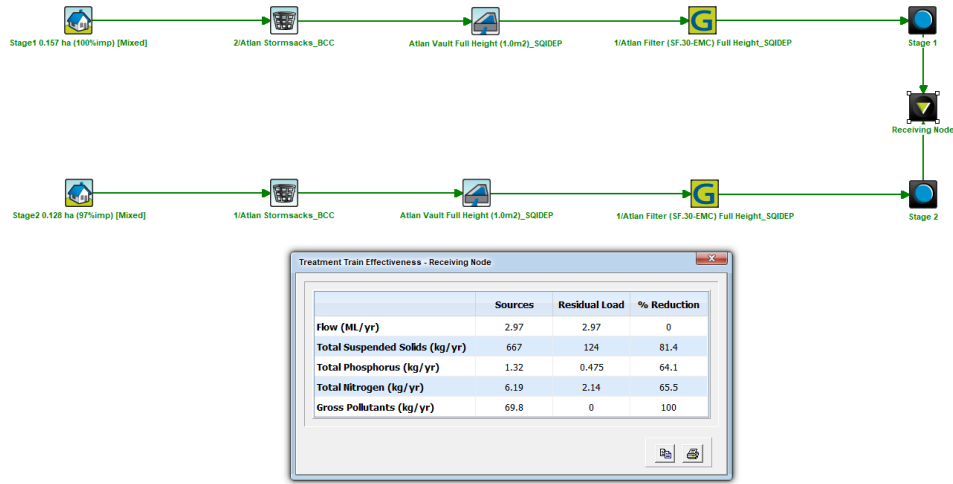 Stage1 0.157 ha (100%imp) [Mixed]
2/Atlan Stormsacks_BCC
Atlan Vault Full Height (1.0m2)_SQIDEP
G
1/Atlan Filter (SF.30-EMC) Full Height_SQIDEP
Stage 1
Receiving Node
Stage2 0.128 ha (97%imp) [Mixed]
1/Atlan Stormsacks_BCC
Atlan Vault Full Height (1.0m2)_SQIDEP
G
1/Atlan Filter (SF.30-EMC) Full Height_SQIDEP
Stage 2
Treatment Train Effectiveness - Receiving Node
Sources Residual Load % Reduction
Flow (ML/yr) 2.97 2.97 0
Total Suspended Solids (kg/yr) 667 124 81.4
Total Phosphorus (kg/yr) 1.32 0.475 64.1
Total Nitrogen (kg/yr) 6.19 2.14 65.5
Gross Pollutants (kg/yr) 69.8 0 100